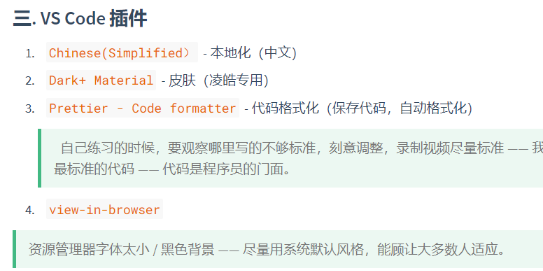 三. VS Code 插件
1. Chinese(Simplified) - 本地化（中文）
2. Dark+ Material - 皮肤（凌皓专用）
3. Prettier - Code formatter - 代码格式化（保存代码，自动格式化）
自己练习的时候，要观察哪里写的不够标准，刻意调整，录制视频尽量标准 —— 我
最标准的代码 —— 代码是程序员的门面。
4. view-in-browser
资源管理器字体太小 / 黑色背景 —— 尽量用系统默认风格，能顾让大多数人适应。